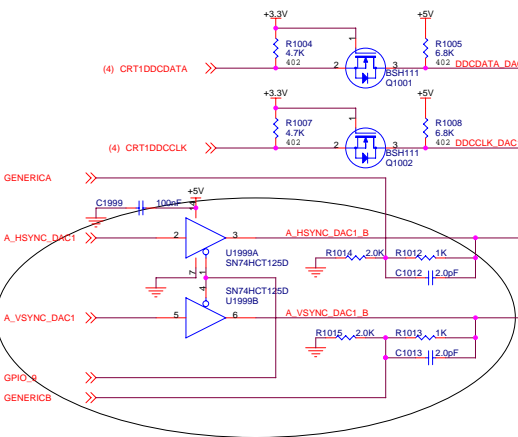 +3.3V
+5V
1
R1004
4.7K
402
R1005
6.8K
402
(4) CRT1DDCDATA
2
3
DDCDATA_DAC
BSH111
Q1001
+3.3V
+5V
1
R1007
4.7K
402
R1008
6.8K
402
(4) CRT1DDCCLK
2
3
DDCCLK_DAC
BSH111
Q1002
GENERICA
+5V
C1999
100nF
A_HSYNC_DAC1
2
3
A_HSYNC_DAC1_B
U1999A
SN74HCT125D
7
1
R1014
2.0K
R1012
1K
C1012
2.0pF
4
SN74HCT125D
U1999B
A_VSYNC_DAC1
5
6
A_VSYNC_DAC1_B
R1015
2.0K
R1013
1K
C1013
2.0pF
GENERICB